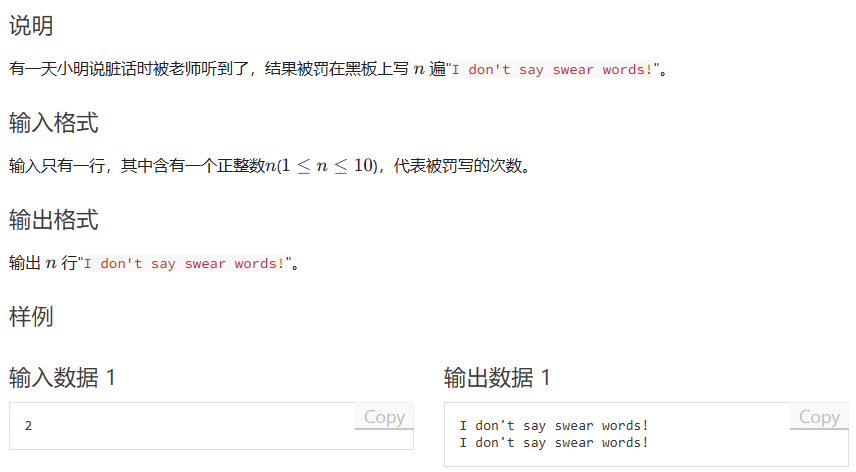 说明
有一天小明说脏话时被老师听到了，结果被罚在黑板上写 n 遍"I don't say swear words!"。
输入格式
输入只有一行，其中含有一个正整数n(1 ≤ n ≤ 10)，代表被罚写的次数。
输出格式
输出 n 行"I don't say swear words!"。
样例
输入数据 1
Copy
2
输出数据 1
Copy
I don't say swear words!
I don't say swear words!